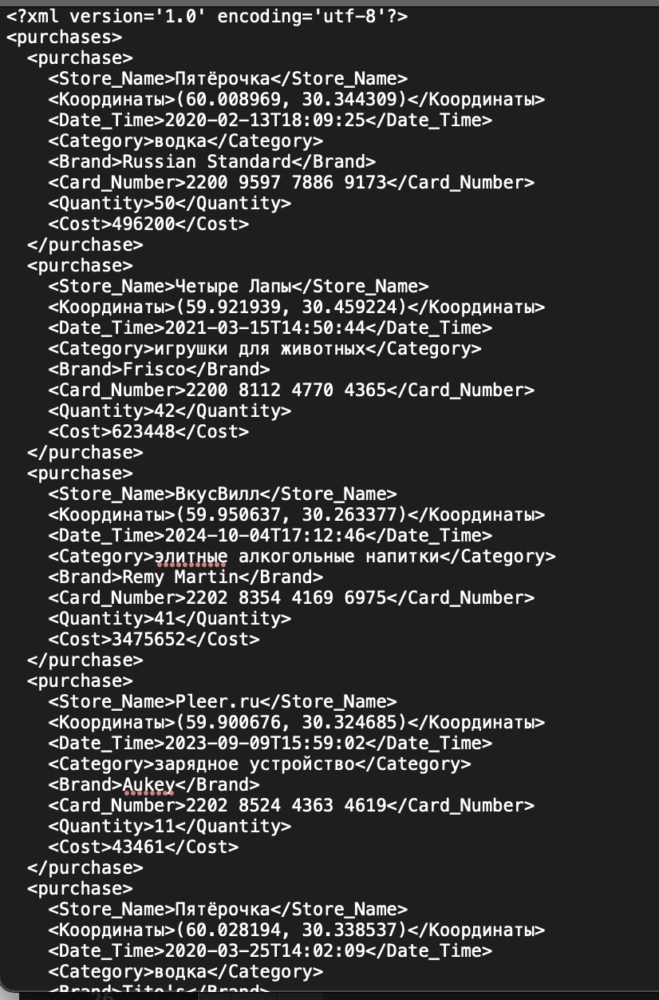 <?xml version='1.0' encoding='utf-8'?>
<purchases>
<purchase>
<Store_Name>Пятёрочка</Store_Name>
<Координаты>(60.008969, 30.344309)</Координаты>
<Date_Time>2020-02-13T18:09:25</Date_Time>
<Category>водка</Category>
<Brand>Russian Standard</Brand>
<Card_Number>2200 9597 7886 9173</Card_Number>
<Quantity>50</Quantity>
<Cost>496200</Cost>
</purchase>
<purchase>
<Store_Name>Четыре Лапы</Store_Name>
<Координаты>(59.921939, 30.459224)</Координаты>
<Date_Time>2021-03-15T14:50:44</Date_Time>
<Category>игрушки для животных</Category>
<Brand>Frisco</Brand>
<Card_Number>2200 8112 4770 4365</Card_Number>
<Quantity>42</Quantity>
<Cost>623448</Cost>
</purchase>
<purchase>
<Store_Name>ВкусВилл</Store_Name>
<Координаты>(59.950637, 30.263377)</Координаты>
<Date_Time>2024-10-04T17:12:46</Date_Time>
<Category>элитные алкогольные напитки</Category>
<Brand>Remy Martin</Brand>
<Card_Number>2202 8354 4169 6975</Card_Number>
<Quantity>41</Quantity>
<Cost>3475652</Cost>
</purchase>
<purchase>
<Store_Name>Pleer.ru</Store_Name>
<Координаты>(59.900676, 30.324685)</Координаты>
<Date_Time>2023-09-09T15:59:02</Date_Time>
<Category>зарядное устройство</Category>
<Brand>Aukey</Brand>
<Card_Number>2202 8524 4363 4619</Card_Number>
<Quantity>11</Quantity>
<Cost>43461</Cost>
</purchase>
<purchase>
<Store_Name>Пятёрочка</Store_Name>
<Координаты>(60.028194, 30.338537)</Координаты>
<Date_Time>2020-03-25T14:02:09</Date_Time>
<Category>водка</Category>
<Brand>Tito's</Brand>